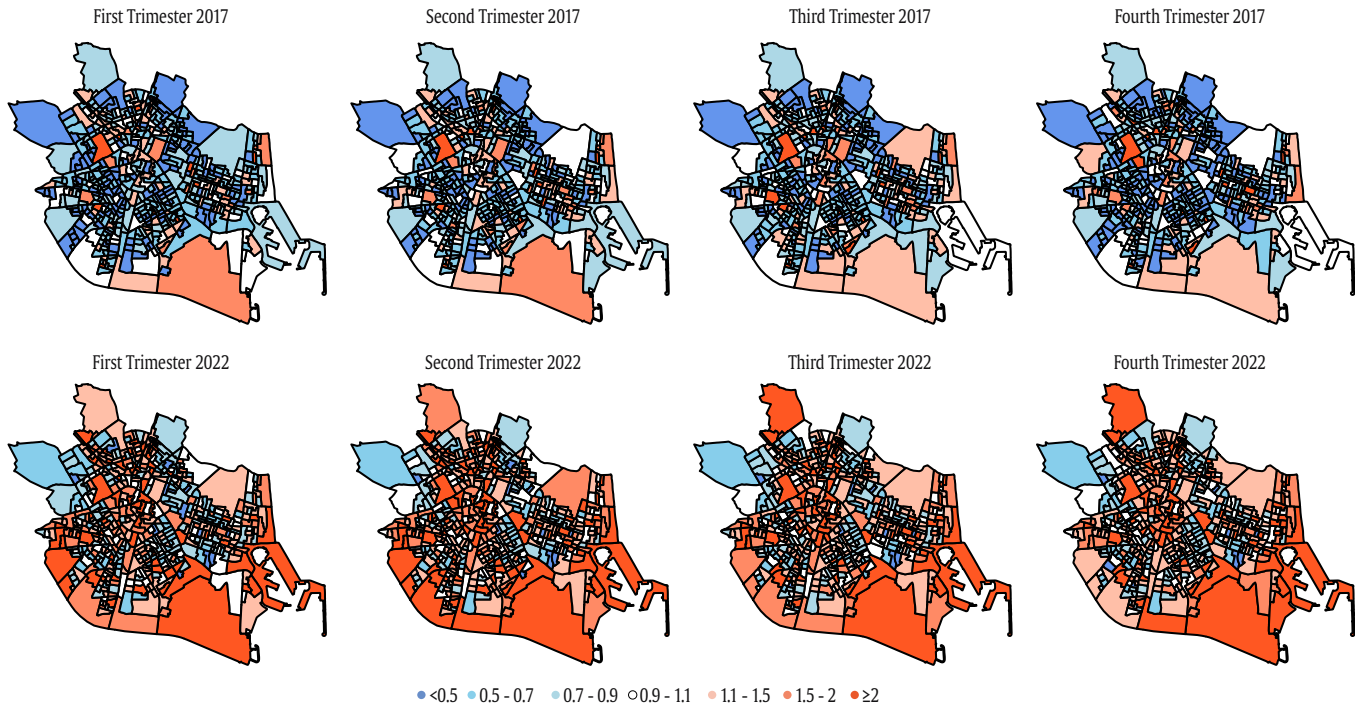 First Trimester 2017
Second Trimester 2017
Third Trimester 2017
Fourth Trimester 2017
First Trimester 2022
Second Trimester 2022
Third Trimester 2022
Fourth Trimester 2022
<0.5 0.5 - 0.7 0.7 - 0.9 0.9 - 1.1 1.1 - 1.5 1.5 - 2 ≥2